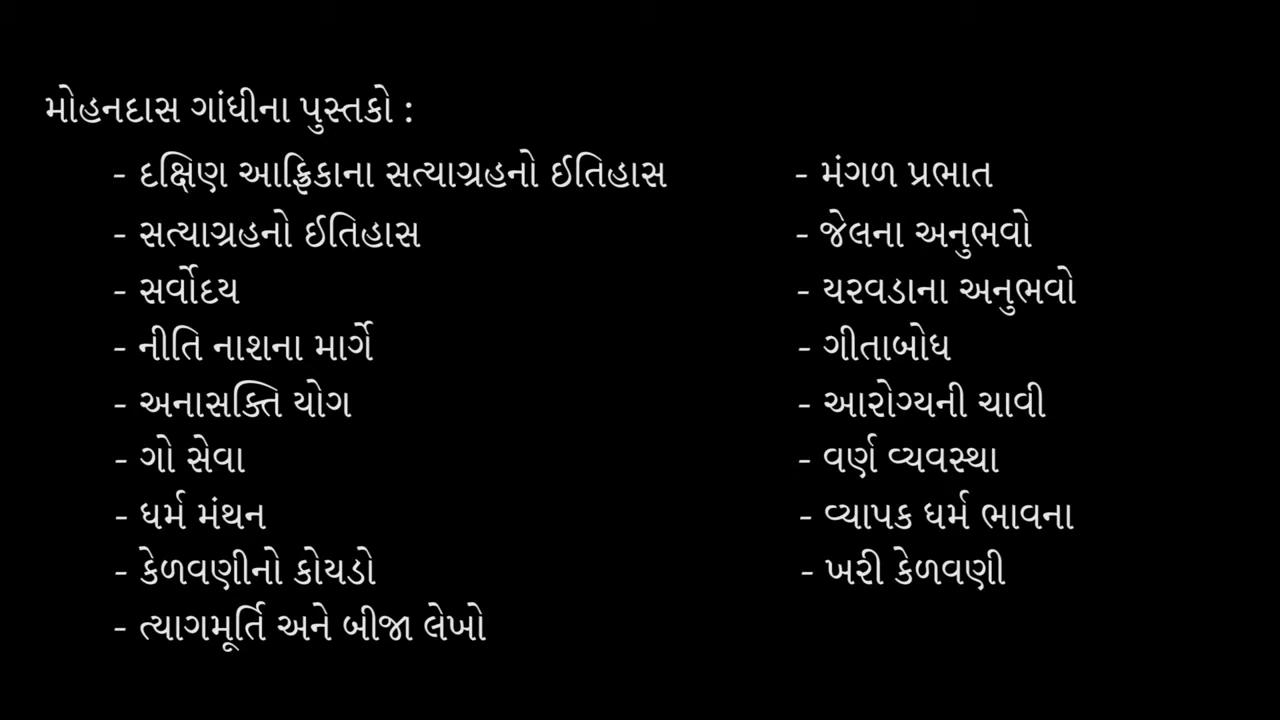 મોહનદાસ ગાંધીના પુસ્તકો :
- દક્ષિણ આફ્રિકાના સત્યાગ્રહનો ઈતિહાસ
- સત્યાગ્રહનો ઈતિહાસ
- સર્વોદય
- નીતિ નાશના માર્ગે
- અનાસક્તિ યોગ
- ગો સેવા
- ધર્મ મંથન
- કેળવણીનો કોયડો
- ત્યાગમૂર્તિ અને બીજા લેખો
- મંગળ પ્રભાત
- જેલના અનુભવો
- યરવડાના અનુભવો
- ગીતાબોધ
- આરોગ્યની ચાવી
- વર્ણ વ્યવસ્થા
- વ્યાપક ધર્મ ભાવના
- ખરી કેળવણી